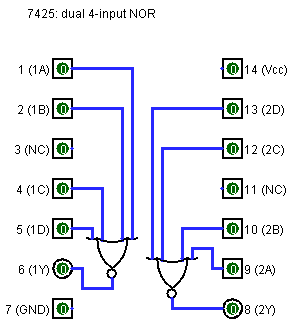 7425: dual 4-input NOR
1 (1A) 0 0 14 (Vcc)
2 (1B) 0 0 13 (2D)
3 (NC) 0 0 12 (2C)
4 (1C) 0 0 11 (NC)
5 (1D) 0 0 10 (2B)
6 (1Y) 0 0 9 (2A)
7 (GND) 0 0 8 (2Y)